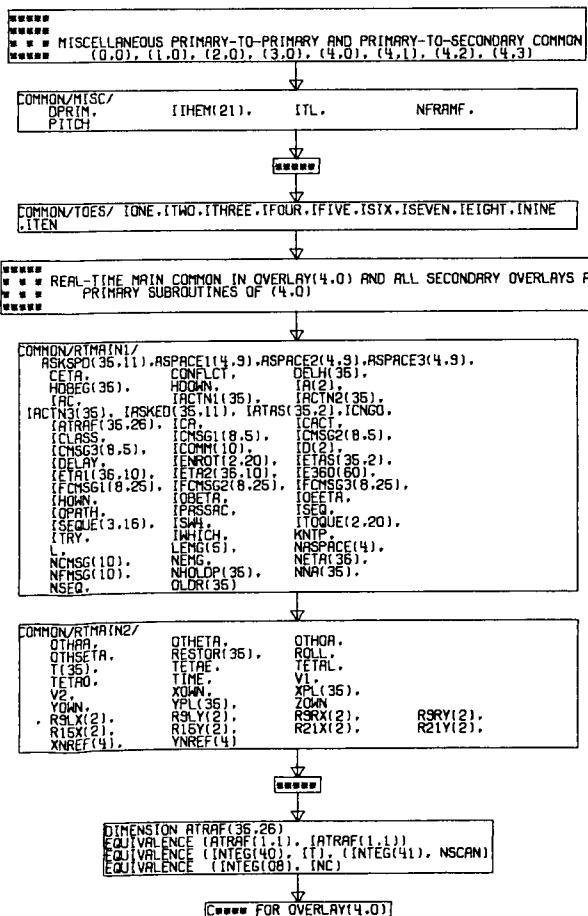 MISCELLANEOUS PRIMARY-TO-PRIMARY AND PRIMARY-TO-SECONDARY COMMON
(0,0), (1,0), (2,0), (3,0), (4,0), (4,1), (4,2), (4,3)
COMMON/MISC/
DPRIM, IIHEM(21), ITL, NFRAMF,
PITCH
*****
COMMON/TOES/ IONE,ITWO,ITHREE,IFOUR,IFIVE,ISIX,ISEVEN,IEIGHT,ININE
,ITEN
REAL-TIME MAIN COMMON IN OVERLAY(4.0) AND ALL SECONDARY OVERLAYS A
PRIMARY SUBROUTINES OF (4.0)
COMMON/RTMAIN1/
ASKSPD(35,11),ASPACE1(4,9),ASPACE2(4,9),ASPACE3(4,9),
CETA, CONFLCT, DELH(35),
HDBEG(35), HDOWN, IA(2),
IAC, IACTN1(35), IACTN2(35),
IACTN3(35), IASKED(35,11), IATAS(35,2),ICNGO,
IATRAF(35,26), ICA, ICACT,
ICLASS, ICMSG1(8,5), ICMSG2(8,5),
ICMSG3(8,5), ICOMM(10), ID(2),
IDELAY, IENROT(2,20), IETAS(35,2),
IETA1(36,10), IETA2(36,10), IE360(60),
IFCMSG1(8,25), IFCMSG2(8,25), IFCMSG3(8,25),
IHOWN, IOBETA, IOEETA,
IOPATH, IPASSAC, ISEQ,
ISEQUE(3,16), ISW4, ITOQUE(2,20),
ITRY, IWHICH, KNTP,
L, LEMG(5), NASPACE(4),
NCMSG(10), NEMG, NETA(36),
NFMSG(10), NHOLDP(35), NNA(35),
NSEQ, OLDR(35)
COMMON/RTMAIN2/
OTHAA, OTHETA, OTHOA,
OTHSETA, RESTOR(35), ROLL,
T(35), TETAE, TETAL,
TETAO, TIME, V1,
V2, XOWN, XPL(35),
YOWN, YPL(35), ZOWN
, R9LX(2), R9LY(2), R9RX(2), R9RY(2),
R15X(2), R15Y(2), R21X(2), R21Y(2),
XNREF(4), YNREF(4)
*****
DIMENSION ATRAF(35,26)
EQUIVALENCE (ATRAF(1,1), IATRAF(1,1))
EQUIVALENCE (INTEG(40), IT), (INTEG(41), NSCAN)
EQUIVALENCE (INTEG(08), INC)
C**** FOR OVERLAY(4.0)